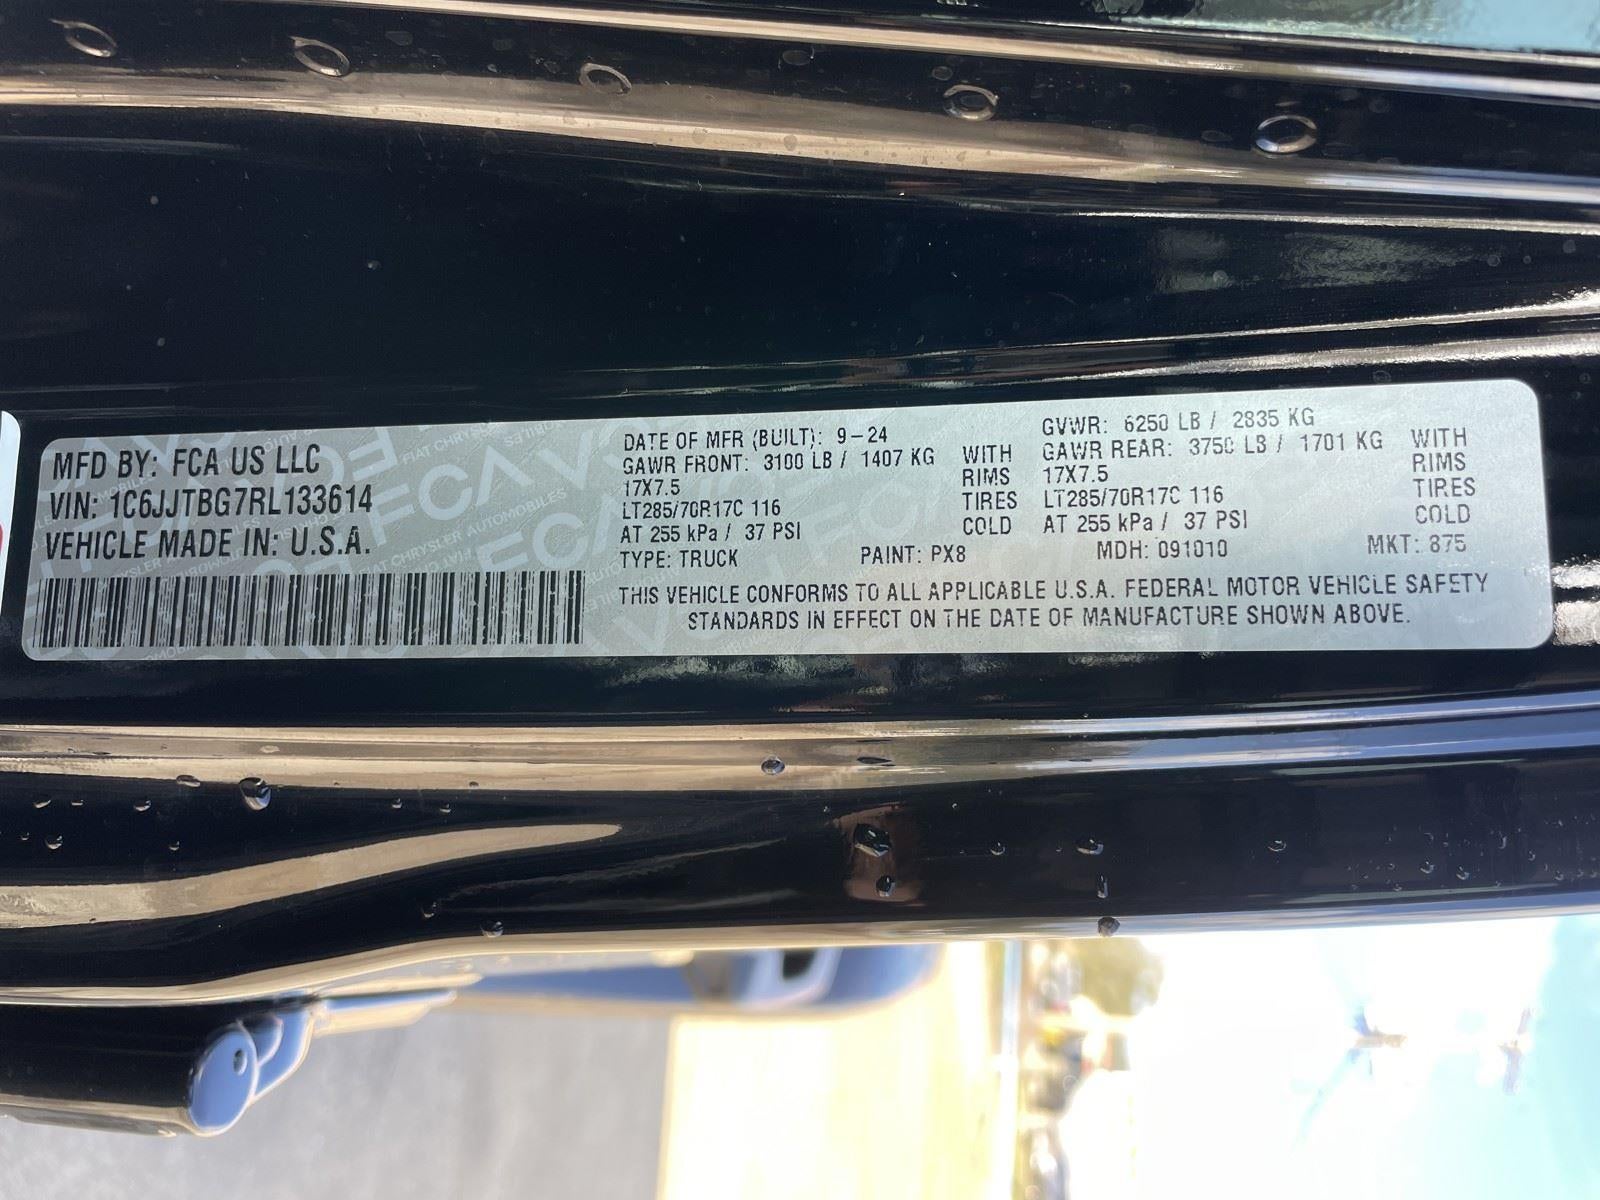 MFD BY: FCA US LLC
VIN: 1C6JJTBG7RL133614
VEHICLE MADE IN: U.S.A.
DATE OF MFR (BUILT): 9-24
GAWR FRONT: 3100 LB / 1407 KG WITH
17X7.5 RIMS
LT285/70R17C 116 TIRES
AT 255 kPa / 37 PSI COLD
GVWR: 6250 LB / 2835 KG
GAWR REAR: 3750 LB / 1701 KG WITH
17X7.5 RIMS
LT285/70R17C 116 TIRES
AT 255 kPa / 37 PSI COLD
TYPE: TRUCK PAINT: PX8 MDH: 091010 MKT: 875
THIS VEHICLE CONFORMS TO ALL APPLICABLE U.S.A. FEDERAL MOTOR VEHICLE SAFETY
STANDARDS IN EFFECT ON THE DATE OF MANUFACTURE SHOWN ABOVE.